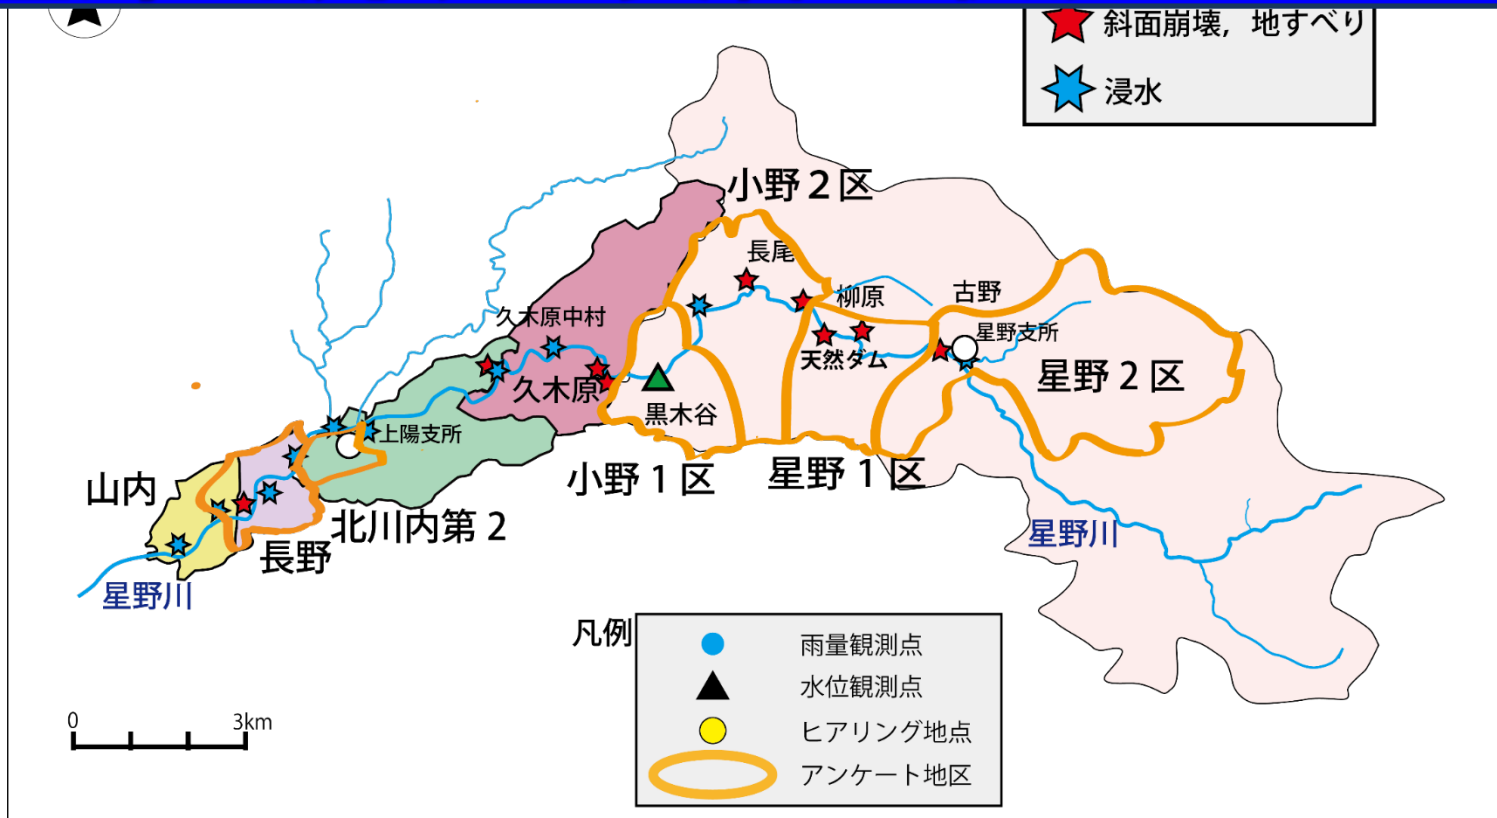 斜面崩壊，地すべり
浸水
小野２区
長尾
柳原
古野
星野支所
久木原中村
天然ダム
星野２区
久木原
黒木谷
上陽支所
小野１区
星野１区
山内
北川内第２
長野
星野川
星野川
凡例
雨量観測点
水位観測点
ヒアリング地点
アンケート地区
0 3km